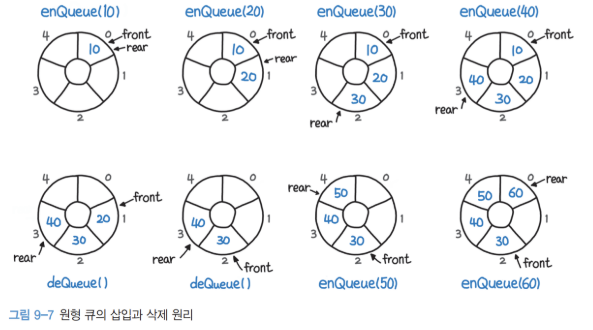 enQueue(10) enQueue(20) enQueue(30) enQueue(40)
4 0 front 4 0 front 4 0 front 4 0 front
10 rear 10 rear 10 10
3 1 3 20 1 3 20 1 3 40 20 1
30 30
2 2 rear 2 rear 2
4 0 4 0 rear 4 50 0 4 50 60 0 rear
front
3 40 20 1 3 40 1 3 40 1 3 40 1
30 30 30 30
rear 2 rear 2 front 2 front 2 front
deQueue() deQueue() enQueue(50) enQueue(60)
그림 9-7 원형 큐의 삽입과 삭제 원리